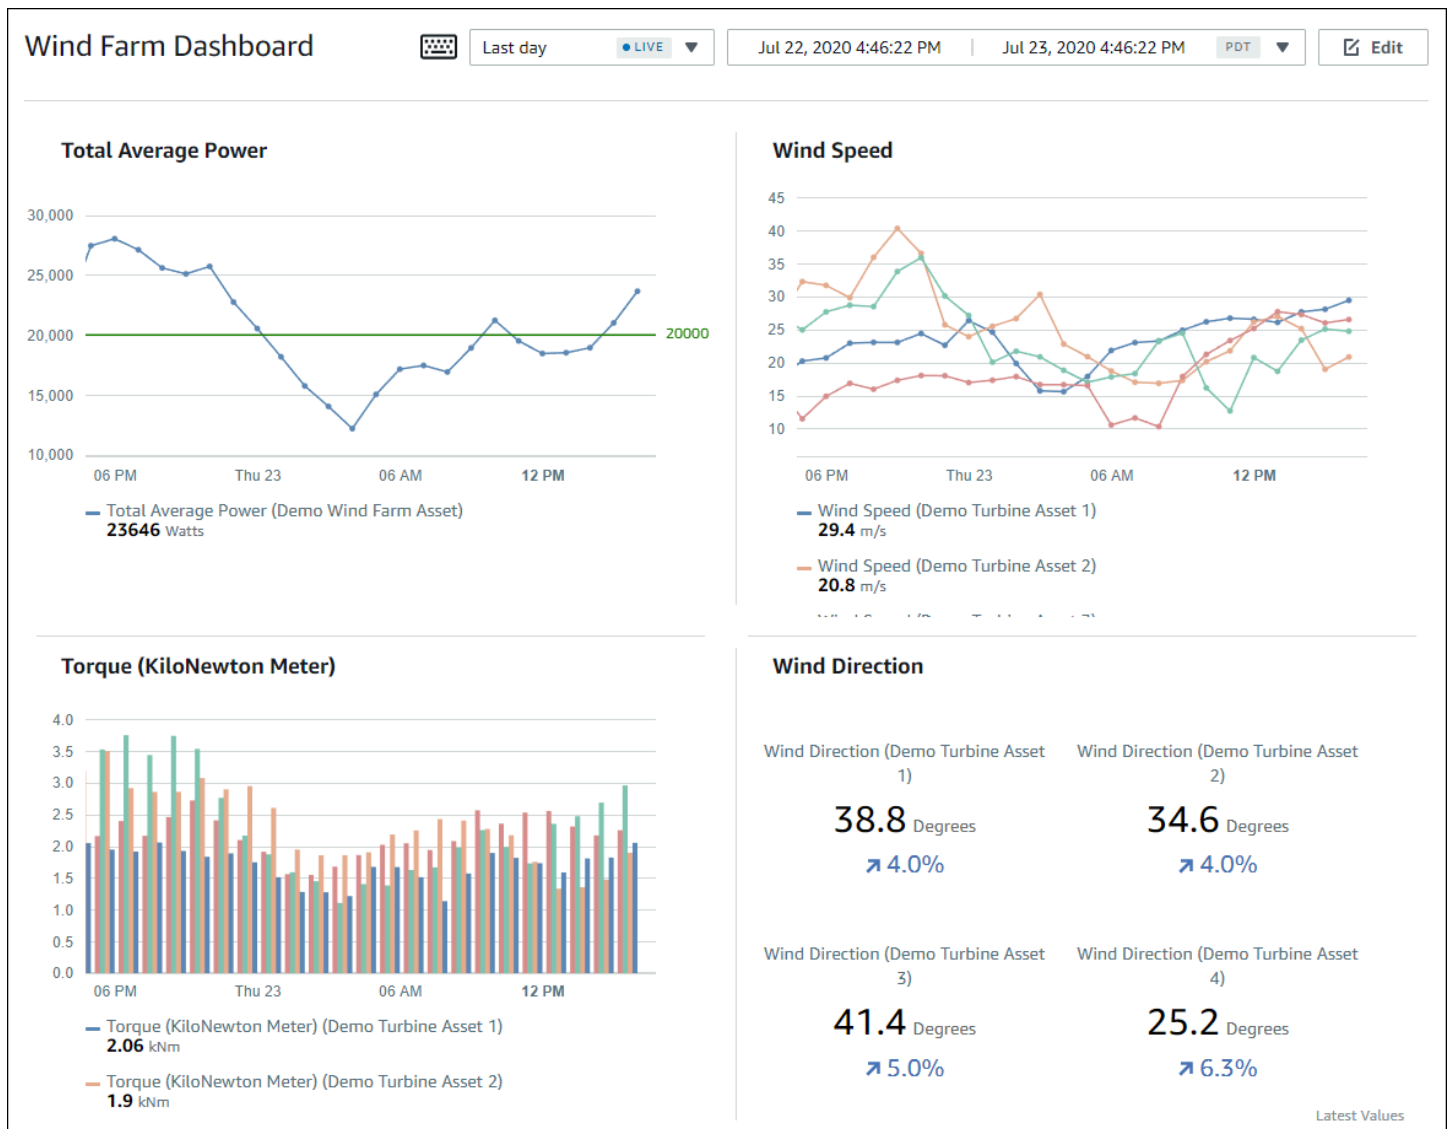 Wind Farm Dashboard
Last day
LIVE
Jul 22, 2020 4:46:22 PM
Jul 23, 2020 4:46:22 PM
PDT
Edit
Total Average Power
30,000
25,000
20,000
15,000
10,000
20000
06 PM
Thu 23
06 AM
12 PM
Total Average Power (Demo Wind Farm Asset)
23646 Watts
Wind Speed
45
40
35
30
25
20
15
10
06 PM
Thu 23
06 AM
12 PM
Wind Speed (Demo Turbine Asset 1)
29.4 m/s
Wind Speed (Demo Turbine Asset 2)
20.8 m/s
Torque (KiloNewton Meter)
4.0
3.5
3.0
2.5
2.0
1.5
1.0
0.5
0.0
06 PM
Thu 23
06 AM
12 PM
Torque (KiloNewton Meter) (Demo Turbine Asset 1)
2.06 kNm
Torque (KiloNewton Meter) (Demo Turbine Asset 2)
1.9 kNm
Wind Direction
Wind Direction (Demo Turbine Asset
1)
38.8 Degrees
4.0%
Wind Direction (Demo Turbine Asset
2)
34.6 Degrees
4.0%
Wind Direction (Demo Turbine Asset
3)
41.4 Degrees
5.0%
Wind Direction (Demo Turbine Asset
4)
25.2 Degrees
6.3%
Latest Values